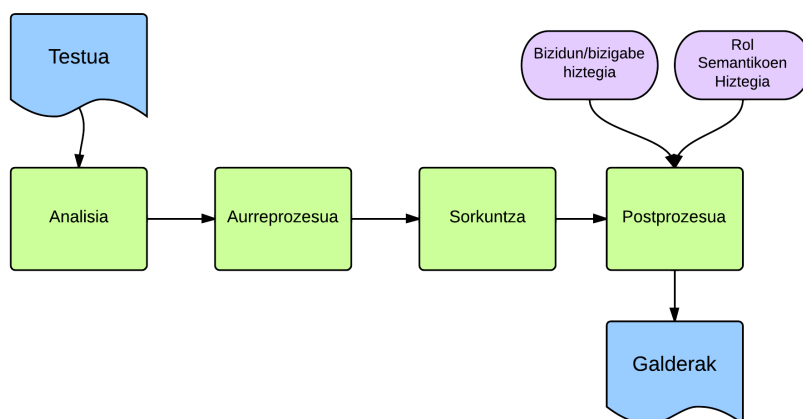 Testua
Bizidun/bizigabe
hiztegia
Rol
Semantikoen
Hiztegia
Analisia
Aurreprozesua
Sorkuntza
Postprozesua
Galderak